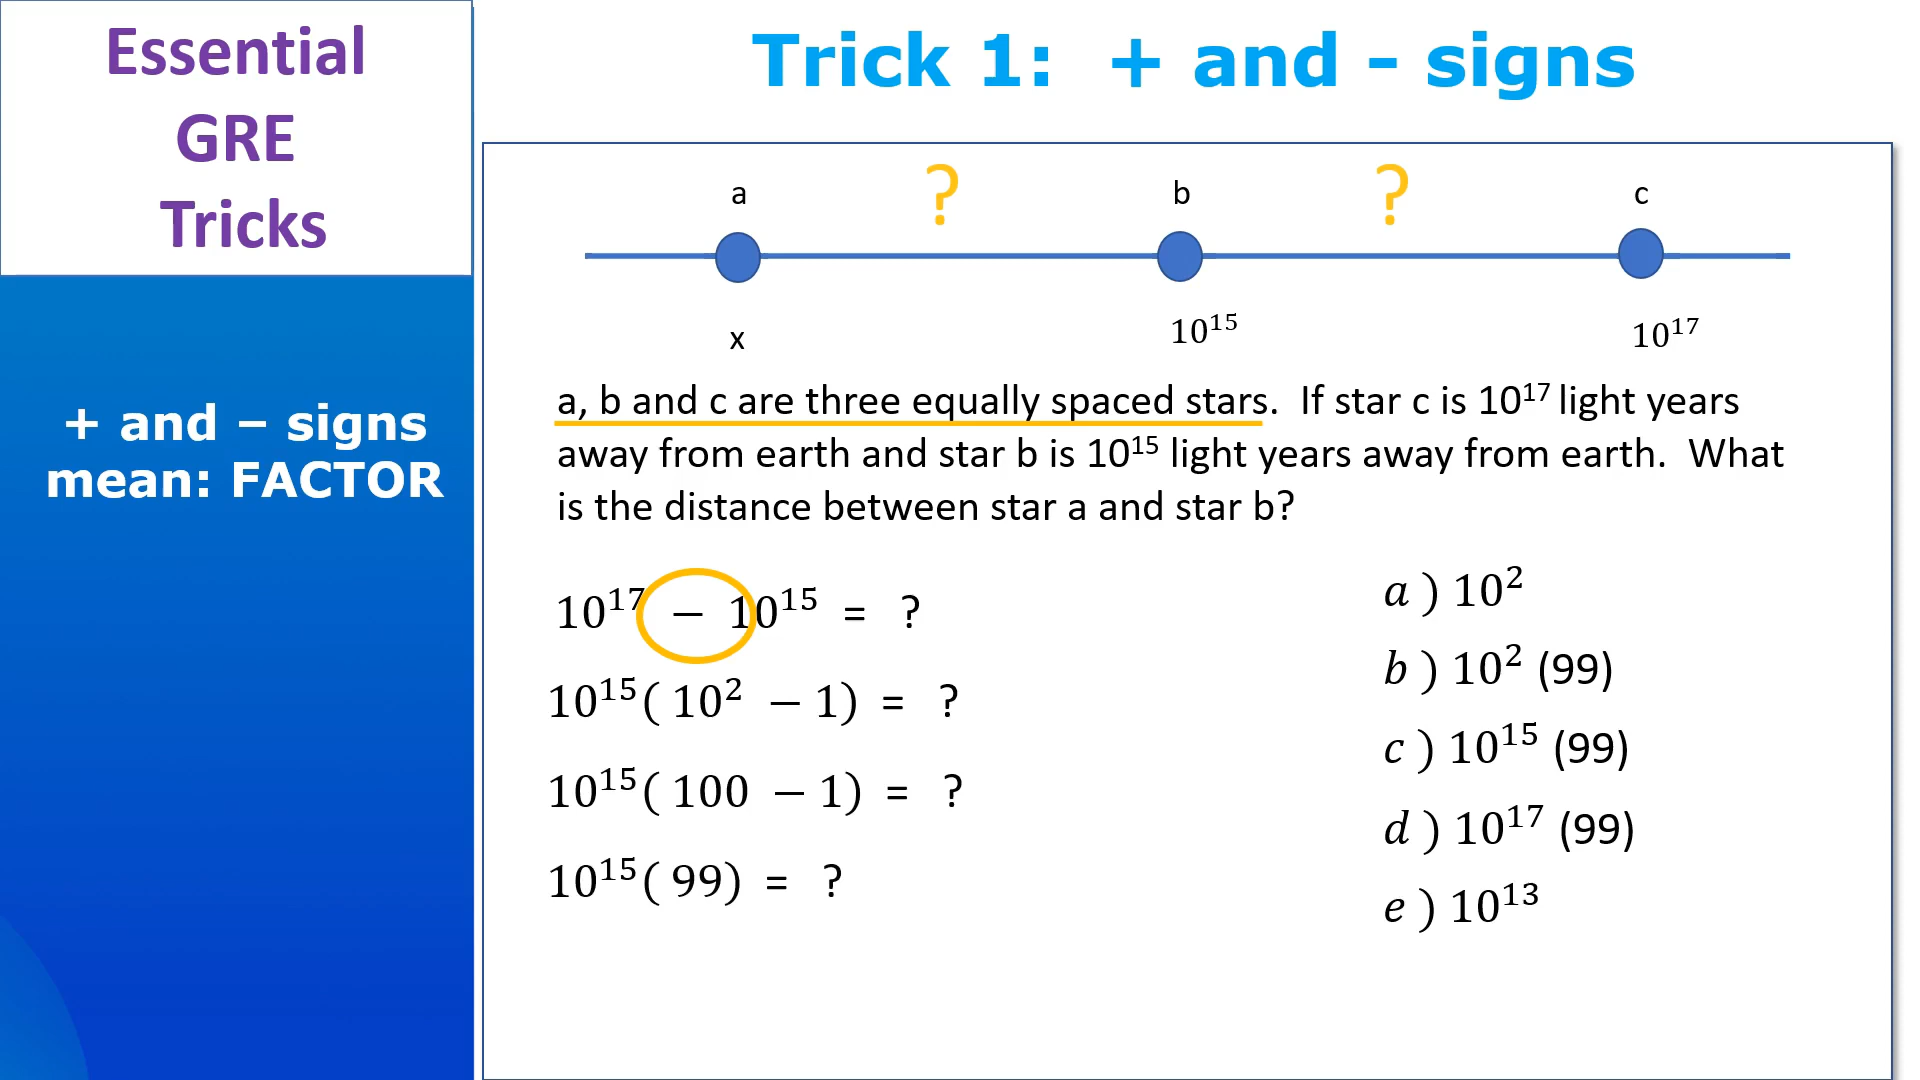 Essential
GRE
Tricks
+ and – signs
mean: FACTOR
Trick 1: + and - signs
a ? b ? c
x 10¹⁵ 10¹⁷
a, b and c are three equally spaced stars. If star c is 10¹⁷ light years
away from earth and star b is 10¹⁵ light years away from earth. What
is the distance between star a and star b?
10¹⁷ − 10¹⁵ = ?
10¹⁵( 10² − 1) = ?
10¹⁵( 100 − 1) = ?
10¹⁵( 99) = ?
a ) 10²
b ) 10² (99)
c ) 10¹⁵ (99)
d ) 10¹⁷ (99)
e ) 10¹³